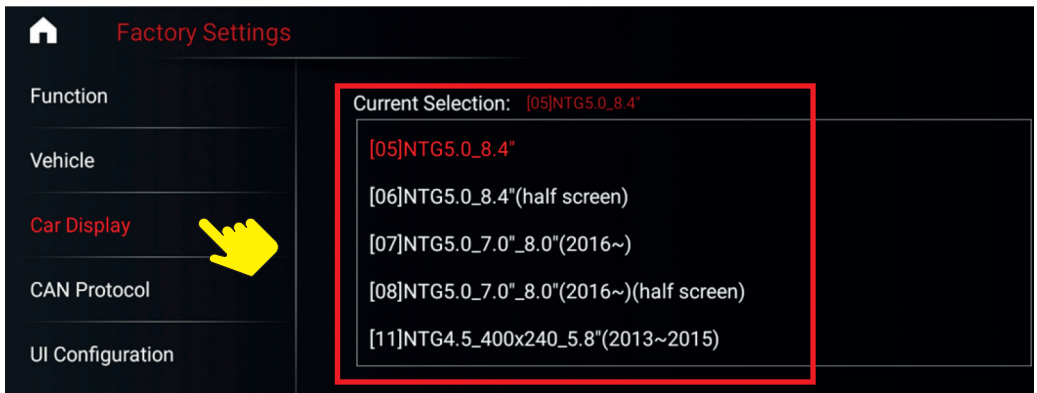 Factory Settings
Function
Vehicle
Car Display
CAN Protocol
UI Configuration
Current Selection: [05]NTG5.0_8.4"
[05]NTG5.0_8.4"
[06]NTG5.0_8.4"(half screen)
[07]NTG5.0_7.0"_8.0"(2016~)
[08]NTG5.0_7.0"_8.0"(2016~)(half screen)
[11]NTG4.5_400x240_5.8"(2013~2015)